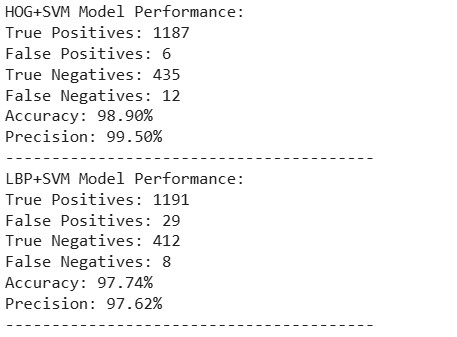 HOG+SVM Model Performance:
True Positives: 1187
False Positives: 6
True Negatives: 435
False Negatives: 12
Accuracy: 98.90%
Precision: 99.50%
----------------------------------------
LBP+SVM Model Performance:
True Positives: 1191
False Positives: 29
True Negatives: 412
False Negatives: 8
Accuracy: 97.74%
Precision: 97.62%
----------------------------------------